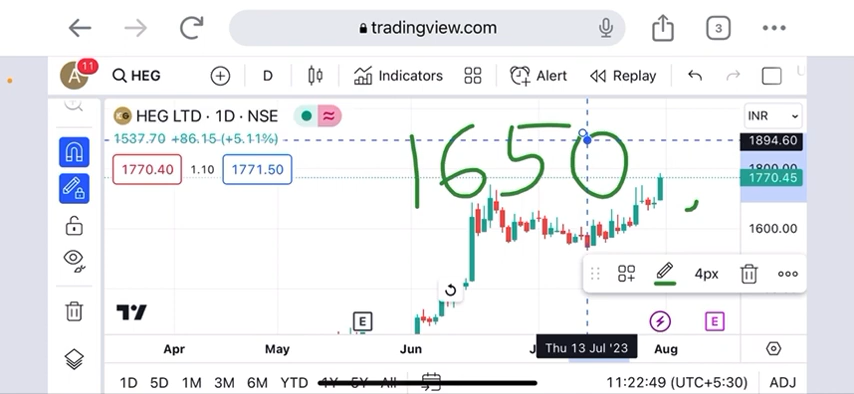 tradingview.com
3
A
11
HEG
D
Indicators
Alert
Replay
HEG LTD · 1D · NSE
INR
1537.70 +86.15 (+5.11%)
1894.60
1770.40
1.10
1771.50
1650
1800.00
1770.45
1600.00
4px
E
E
Apr
May
Jun
Thu 13 Jul '23
Aug
1D
5D
1M
3M
6M
YTD
1Y
5Y
All
11:22:49 (UTC+5:30)
ADJ